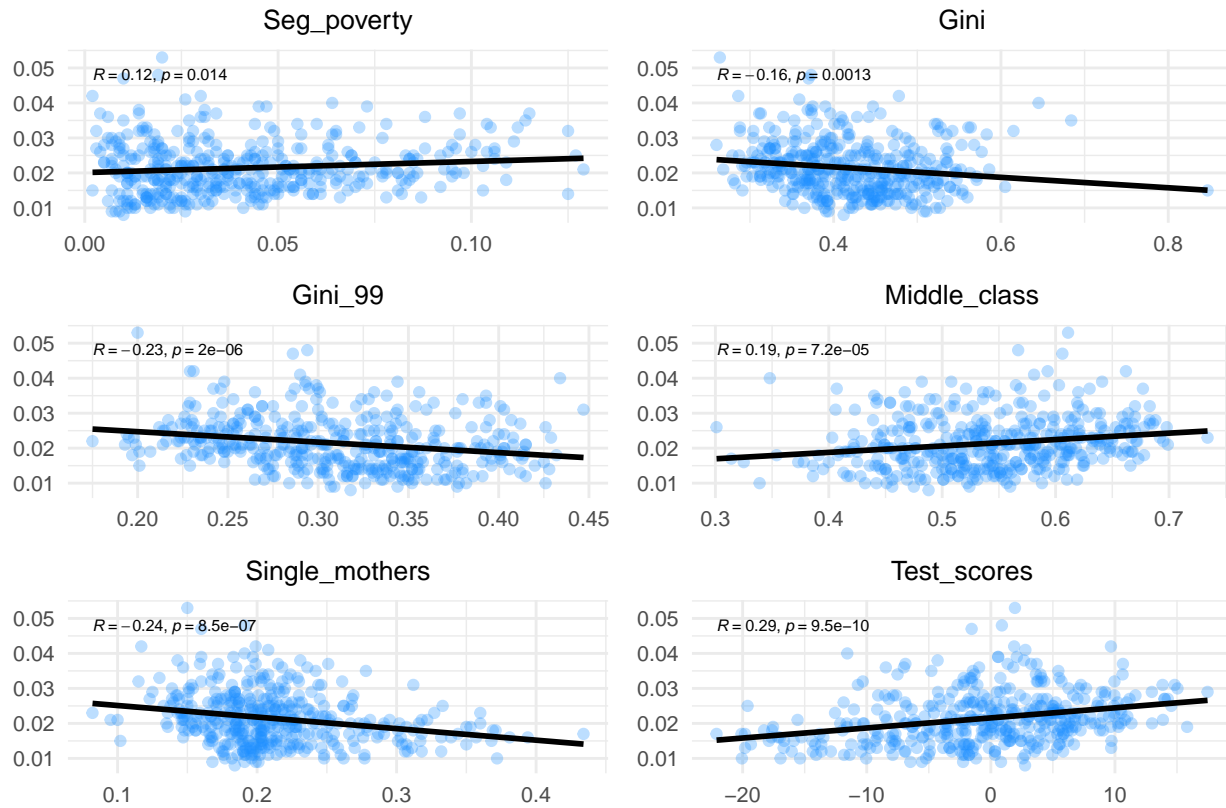 Seg_poverty
R = 0.12, p = 0.014
0.05
0.04
0.03
0.02
0.01
0.00 0.05 0.10
Gini
R = −0.16, p = 0.0013
0.05
0.04
0.03
0.02
0.01
0.4 0.6 0.8
Gini_99
R = −0.23, p = 2e−06
0.05
0.04
0.03
0.02
0.01
0.20 0.25 0.30 0.35 0.40 0.45
Middle_class
R = 0.19, p = 7.2e−05
0.05
0.04
0.03
0.02
0.01
0.3 0.4 0.5 0.6 0.7
Single_mothers
R = −0.24, p = 8.5e−07
0.05
0.04
0.03
0.02
0.01
0.1 0.2 0.3 0.4
Test_scores
R = 0.29, p = 9.5e−10
0.05
0.04
0.03
0.02
0.01
−20 −10 0 10